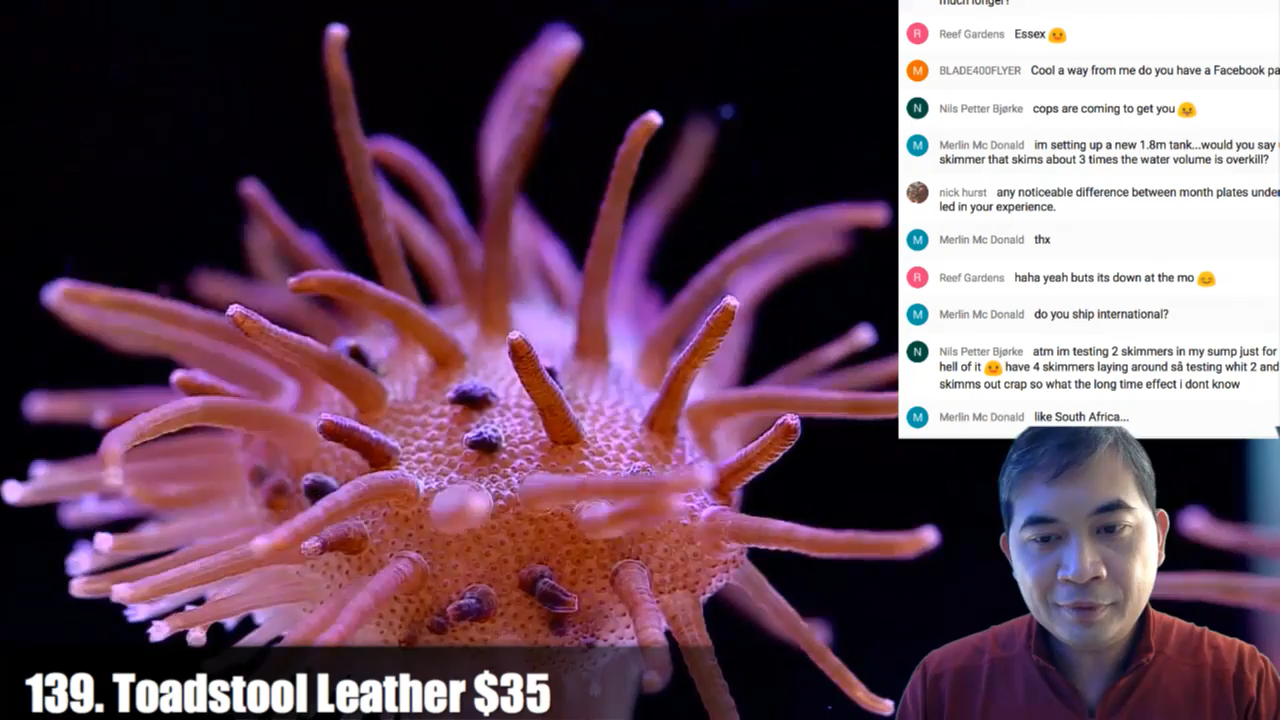 much longer?
R Reef Gardens Essex
M BLADE400FLYER Cool a way from me do you have a Facebook pa
N Nils Petter Bjørke cops are coming to get you
M Merlin Mc Donald im setting up a new 1.8m tank...would you say
skimmer that skims about 3 times the water volume is overkill?
nick hurst any noticeable difference between month plates under
led in your experience.
M Merlin Mc Donald thx
R Reef Gardens haha yeah buts its down at the mo
M Merlin Mc Donald do you ship international?
N Nils Petter Bjørke atm im testing 2 skimmers in my sump just for
hell of it have 4 skimmers laying around så testing whit 2 and
skimms out crap so what the long time effect i dont know
M Merlin Mc Donald like South Africa...
139. Toadstool Leather $35